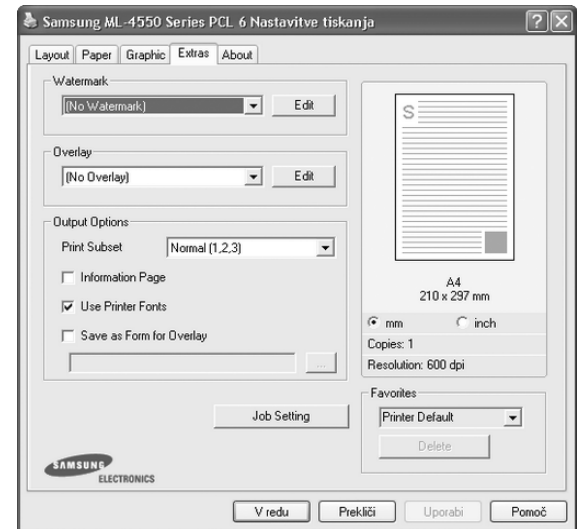 Samsung ML-4550 Series PCL 6 Nastavitve tiskanja
Layout Paper Graphic Extras About
Watermark
(No Watermark)
Edit
Overlay
(No Overlay)
Edit
Output Options
Print Subset
Normal (1,2,3)
Information Page
Use Printer Fonts
Save as Form for Overlay
...
Job Setting
SAMSUNG
ELECTRONICS
S
A4
210 x 297 mm
mm inch
Copies: 1
Resolution: 600 dpi
Favorites
Printer Default
Delete
V redu Prekliči Uporabi Pomoč